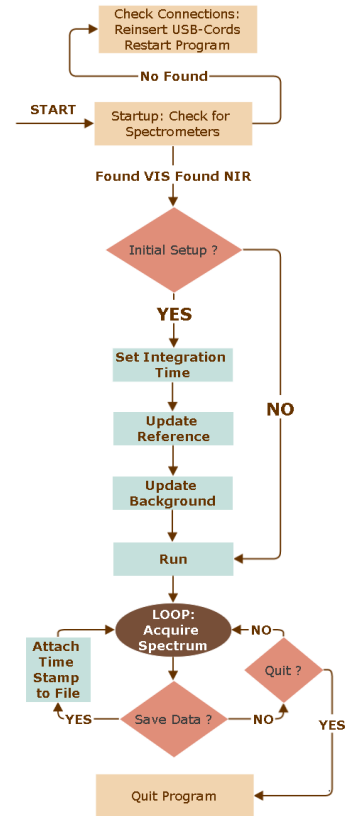 Check Connections:
Reinsert USB-Cords
Restart Program
No Found
START
Startup: Check for
Spectrometers
Found VIS Found NIR
Initial Setup ?
YES
Set Integration
Time
NO
Update
Reference
Update
Background
Run
LOOP:
Acquire
Spectrum
NO
Attach
Time
Stamp
to File
Quit ?
Save Data ?
YES
NO
YES
Quit Program